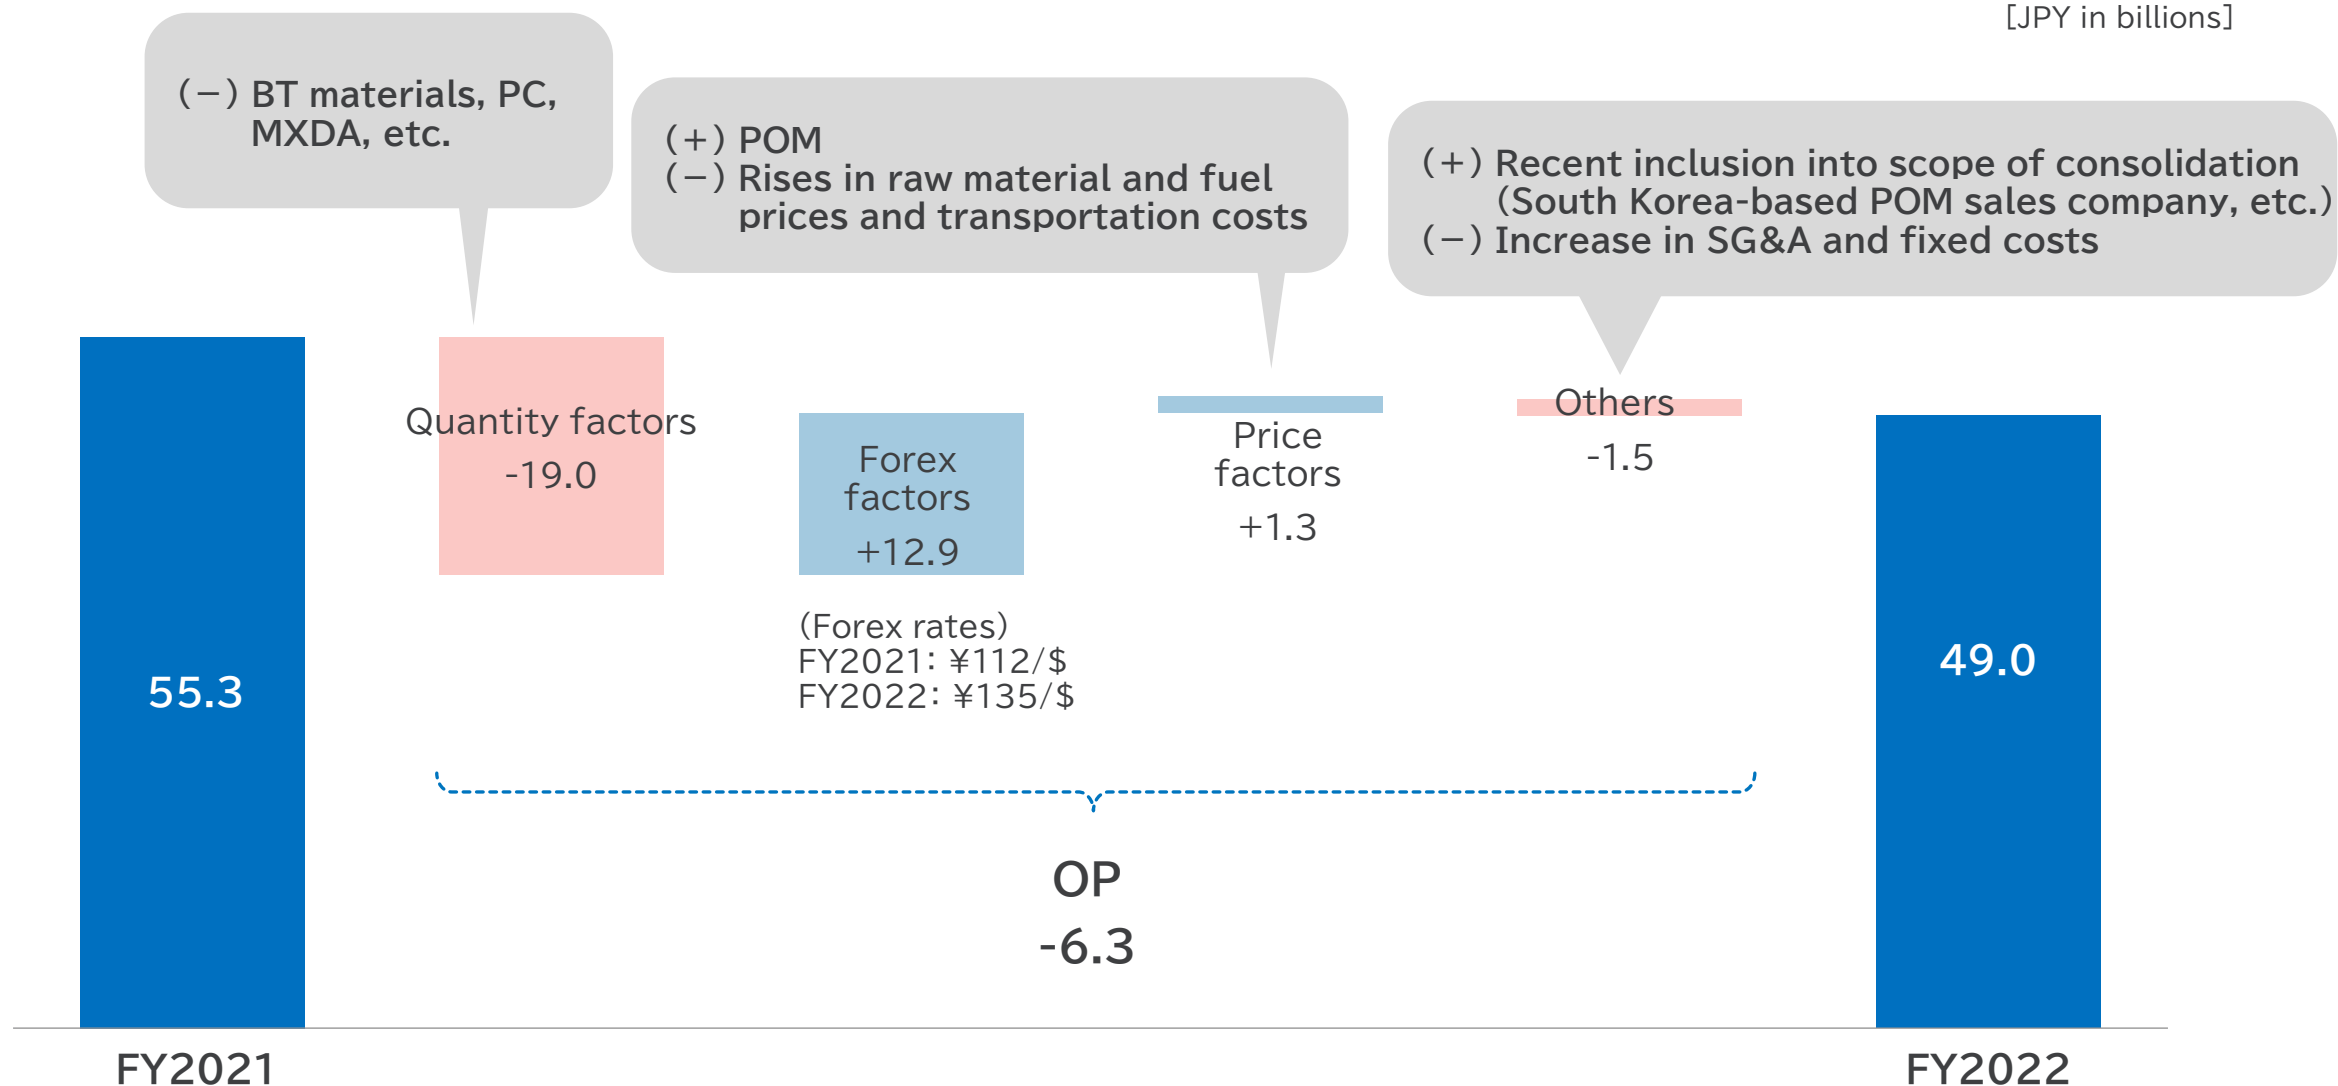 [JPY in billions]
(−) BT materials, PC,
MXDA, etc.
(+) POM
(−) Rises in raw material and fuel
prices and transportation costs
(+) Recent inclusion into scope of consolidation
(South Korea-based POM sales company, etc.)
(−) Increase in SG&A and fixed costs
Quantity factors
-19.0
Forex
factors
+12.9
Price
factors
+1.3
Others
-1.5
(Forex rates)
FY2021: ¥112/$
FY2022: ¥135/$
55.3
49.0
OP
-6.3
FY2021
FY2022